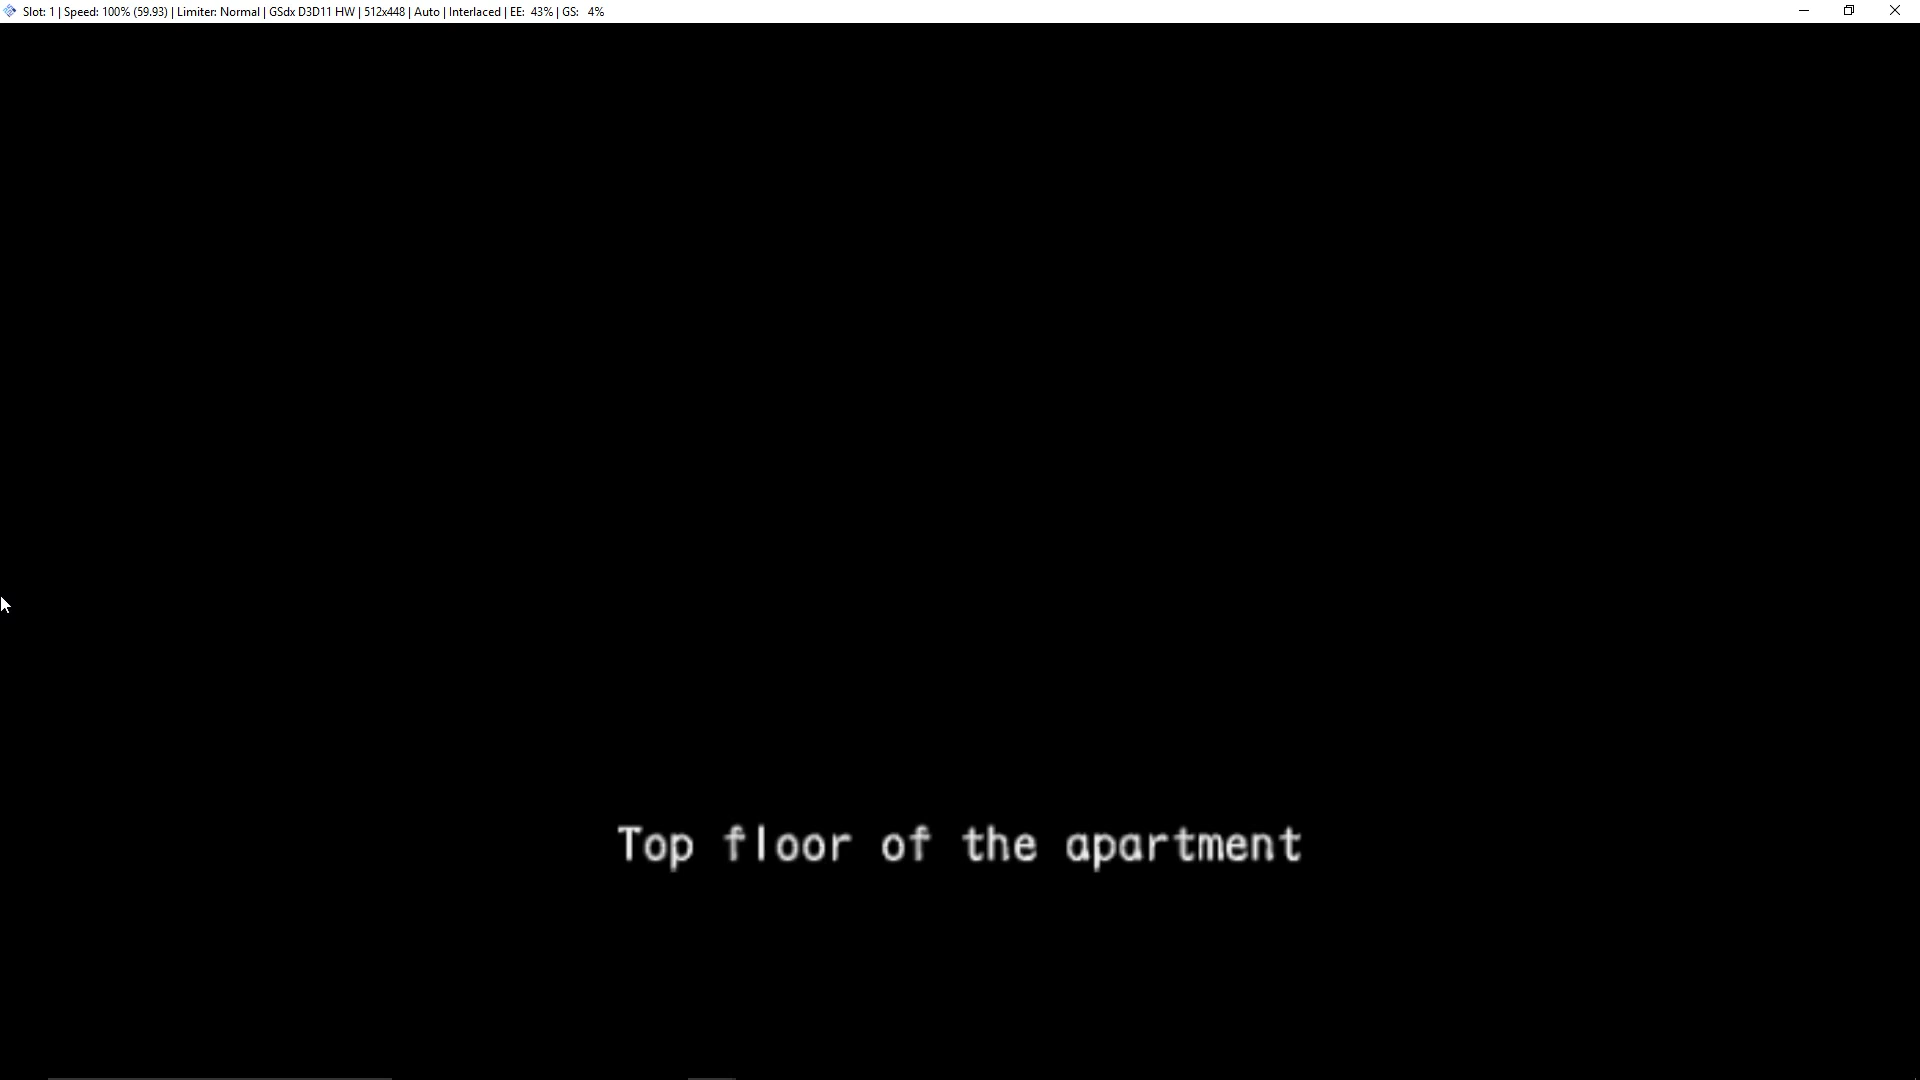 Slot: 1 | Speed: 100% (59.93) | Limiter: Normal | GSdx D3D11 HW | 512x448 | Auto | Interlaced | EE: 43% | GS: 4%
Top floor of the apartment